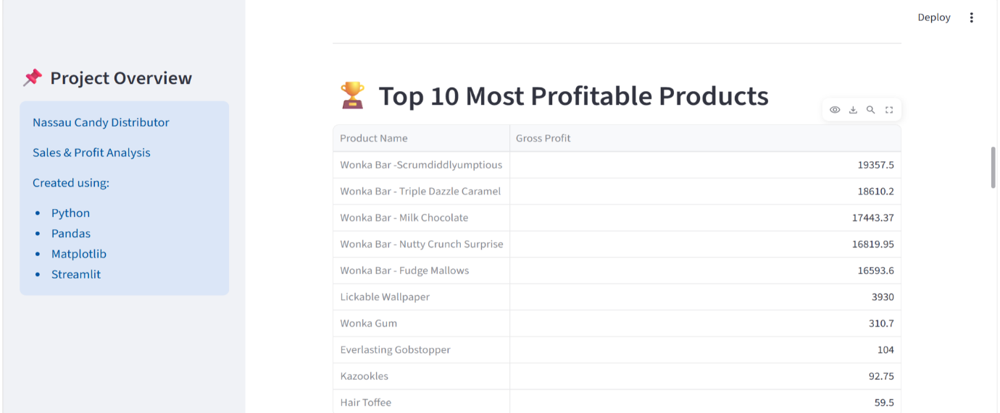 Deploy
Project Overview
Nassau Candy Distributor
Sales & Profit Analysis
Created using:
• Python
• Pandas
• Matplotlib
• Streamlit
Top 10 Most Profitable Products
Product Name Gross Profit
Wonka Bar -Scrumdiddlyumptious 19357.5
Wonka Bar - Triple Dazzle Caramel 18610.2
Wonka Bar - Milk Chocolate 17443.37
Wonka Bar - Nutty Crunch Surprise 16819.95
Wonka Bar - Fudge Mallows 16593.6
Lickable Wallpaper 3930
Wonka Gum 310.7
Everlasting Gobstopper 104
Kazookles 92.75
Hair Toffee 59.5